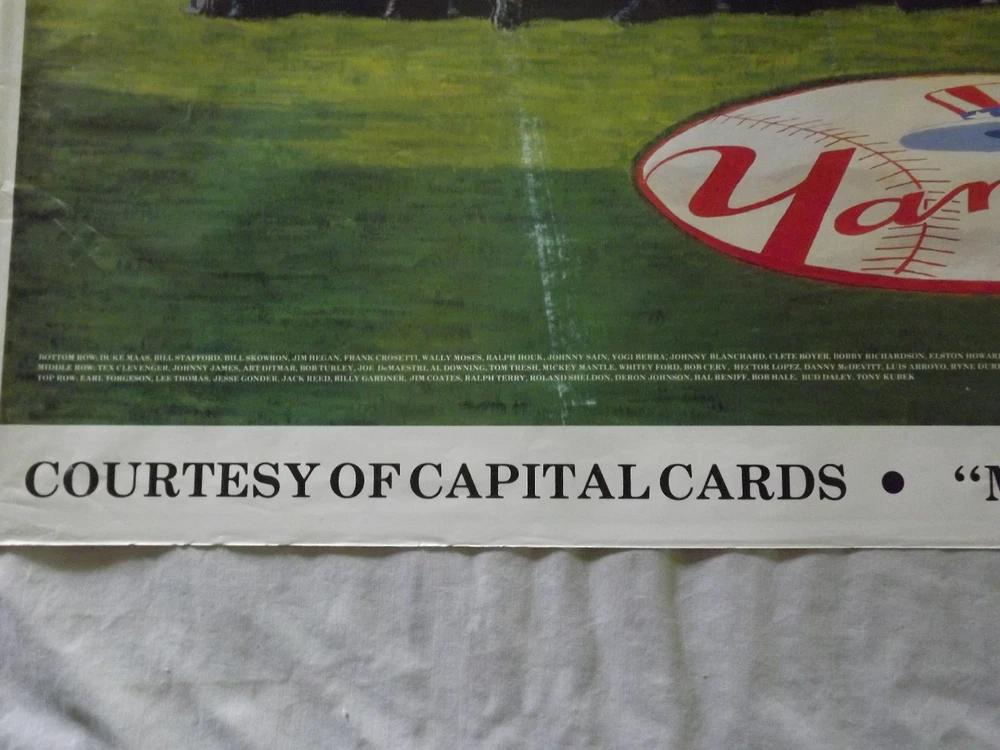 Yan
BOTTOM ROW: DUKE MAAS, BILL STAFFORD, BILL SKOWRON, JIM HEGAN, FRANK CROSETTI, WALLY MOSES, RALPH HOUK, JOHNNY SAIN, YOGI BERRA, JOHNNY BLANCHARD, CLETE BOYER, BOBBY RICHARDSON, ELSTON HOWARD
MIDDLE ROW: TEX CLEVENGER, JOHNNY JAMES, ART DITMAR, BOB TURLEY, JOE DeMAESTRI, AL DOWNING, TOM TRESH, MICKEY MANTLE, WHITEY FORD, BOB CERV, HECTOR LOPEZ, DANNY McDEVITT, LUIS ARROYO, RYNE DUR
TOP ROW: EARL TORGESON, LEE THOMAS, JESSE GONDER, JACK REED, BILLY GARDNER, JIM COATES, RALPH TERRY, ROLAND SHELDON, DERON JOHNSON, HAL RENIFF, BOB HALE, BUD DALEY, TONY KUBEK
COURTESY OF CAPITAL CARDS • “